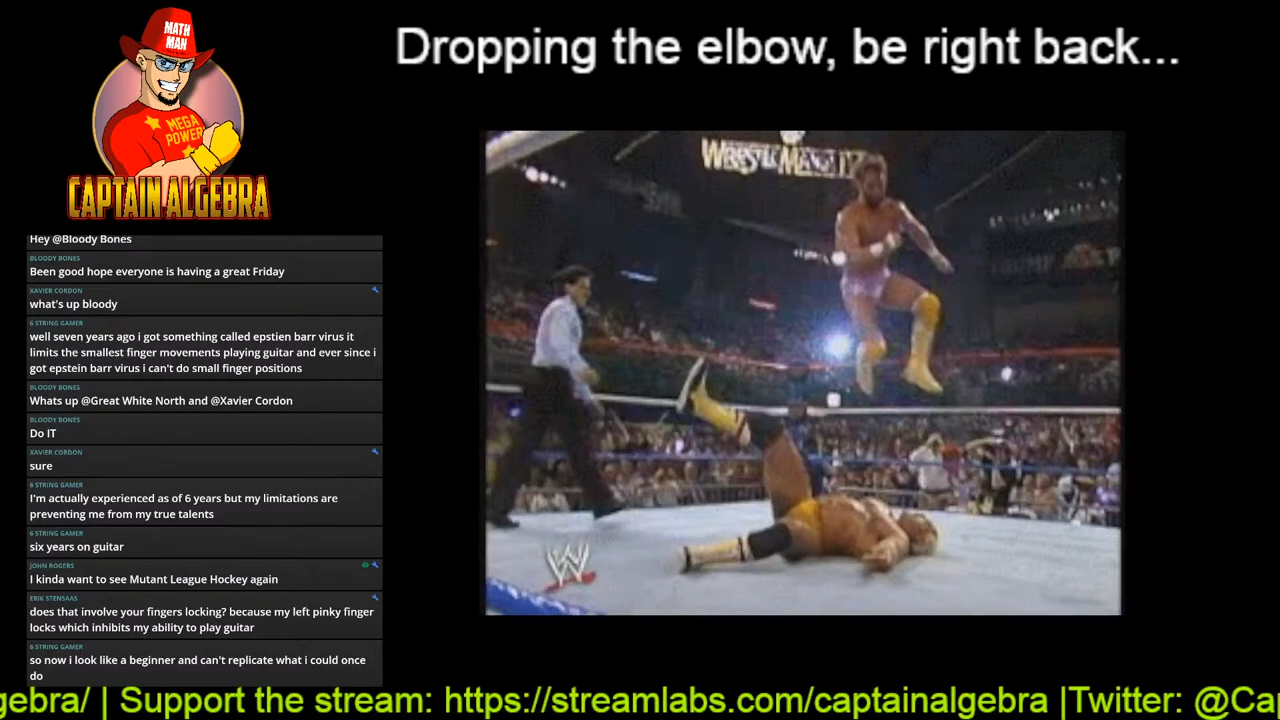 MATH
MAN
MEGA
POWER
CAPTAIN ALGEBRA
Dropping the elbow, be right back...
Hey @Bloody Bones
BLOODY BONES
Been good hope everyone is having a great Friday
XAVIER CORDON
what's up bloody
6 STRING GAMER
well seven years ago i got something called epstien barr virus it
limits the smallest finger movements playing guitar and ever since i
got epstein barr virus i can't do small finger positions
BLOODY BONES
Whats up @Great White North and @Xavier Cordon
BLOODY BONES
Do IT
XAVIER CORDON
sure
6 STRING GAMER
I'm actually experienced as of 6 years but my limitations are
preventing me from my true talents
6 STRING GAMER
six years on guitar
JOHN ROGERS
I kinda want to see Mutant League Hockey again
ERIK STENSAAS
does that involve your fingers locking? because my left pinky finger
locks which inhibits my ability to play guitar
6 STRING GAMER
so now i look like a beginner and can't replicate what i could once
do
WRESTLEMANIA
TRUMP
W
gebra/ | Support the stream: https://streamlabs.com/captainalgebra |Twitter: @Ca